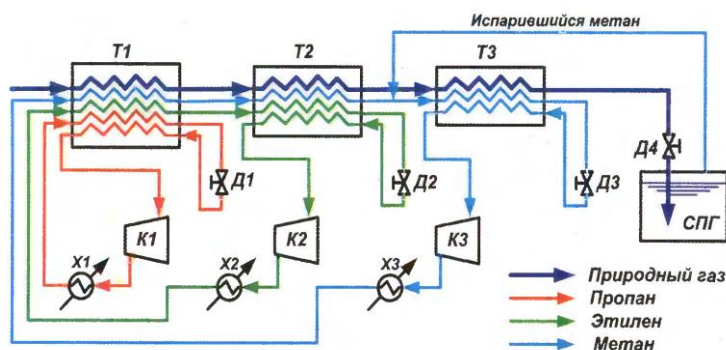 Испарившийся метан
Т1
Т2
Т3
Д1
Д2
Д3
Д4
К1
К2
К3
СПГ
Х1
Х2
Х3
Природный газ
Пропан
Этилен
Метан